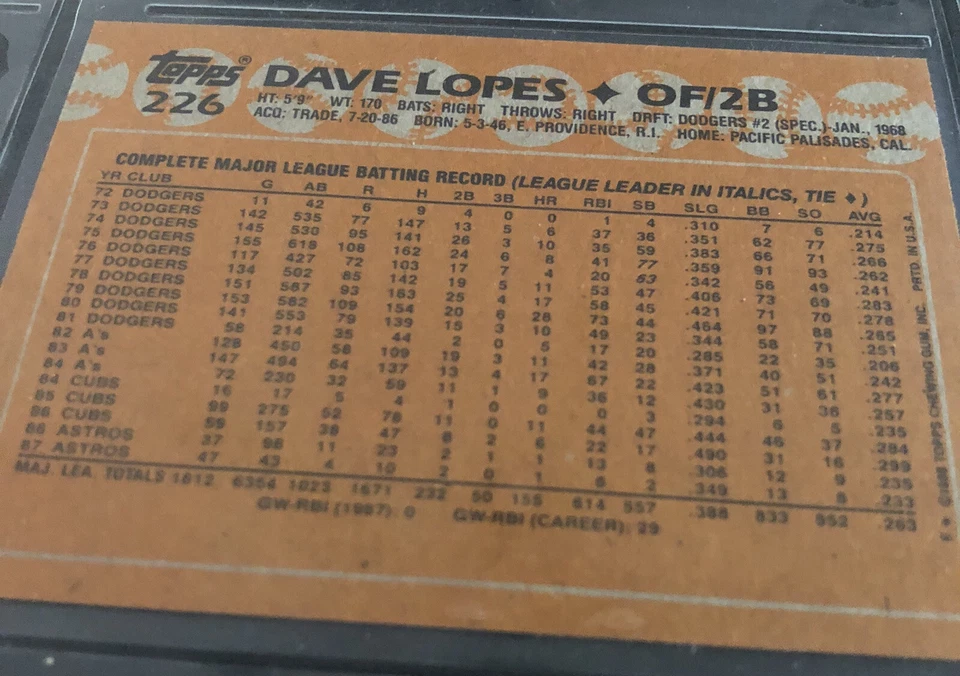 Topps® DAVE LOPES ✦ OF/2B
226 HT: 5'9" WT: 170 BATS: RIGHT THROWS: RIGHT DRFT: DODGERS #2 (SPEC.)-JAN., 1968
ACQ: TRADE, 7-20-86 BORN: 5-3-46, E. PROVIDENCE, R.I. HOME: PACIFIC PALISADES, CAL.
COMPLETE MAJOR LEAGUE BATTING RECORD (LEAGUE LEADER IN ITALICS, TIE ♦)
YR CLUB G AB R H 2B 3B HR RBI SB SLG BB SO AVG
72 DODGERS 11 42 6 9 4 0 0 1 4 .310 7 6 .214
73 DODGERS 142 535 77 147 13 5 6 37 36 .351 62 77 .275
74 DODGERS 145 530 95 141 26 3 10 35 59 .383 66 71 .266
75 DODGERS 155 618 108 162 24 6 8 41 77 .359 91 93 .262
76 DODGERS 117 427 72 103 17 7 4 20 63 .342 56 49 .241
77 DODGERS 134 502 85 142 19 5 11 53 47 .406 73 69 .283
78 DODGERS 151 587 93 163 25 4 17 58 45 .421 71 70 .278
79 DODGERS 153 582 109 154 20 6 28 73 44 .464 97 88 .265
80 DODGERS 141 553 79 139 15 3 10 49 23 .344 58 71 .251
81 DODGERS 58 214 35 44 2 0 5 17 20 .285 22 35 .206
82 A's 128 450 58 109 19 3 11 42 28 .371 40 51 .242
83 A's 147 494 64 137 13 4 17 67 22 .423 51 61 .277
84 A's 72 230 32 59 11 1 9 36 12 .430 31 36 .257
84 CUBS 16 17 5 4 1 0 0 0 3 .294 6 5 .235
85 CUBS 99 275 52 78 11 0 11 44 47 .444 46 37 .284
86 CUBS 59 157 38 47 8 2 6 22 17 .490 31 16 .299
86 ASTROS 37 98 11 23 2 1 1 13 8 .306 12 9 .235
87 ASTROS 47 43 4 10 2 0 1 6 2 .349 13 8 .233
MAJ. LEA. TOTALS 1812 6354 1023 1671 232 50 155 614 557 .388 833 852 .263
GW-RBI (1987): 0 GW-RBI (CAREER): 29
©1988 TOPPS CHEWING GUM, INC. PRTD. IN U.S.A.